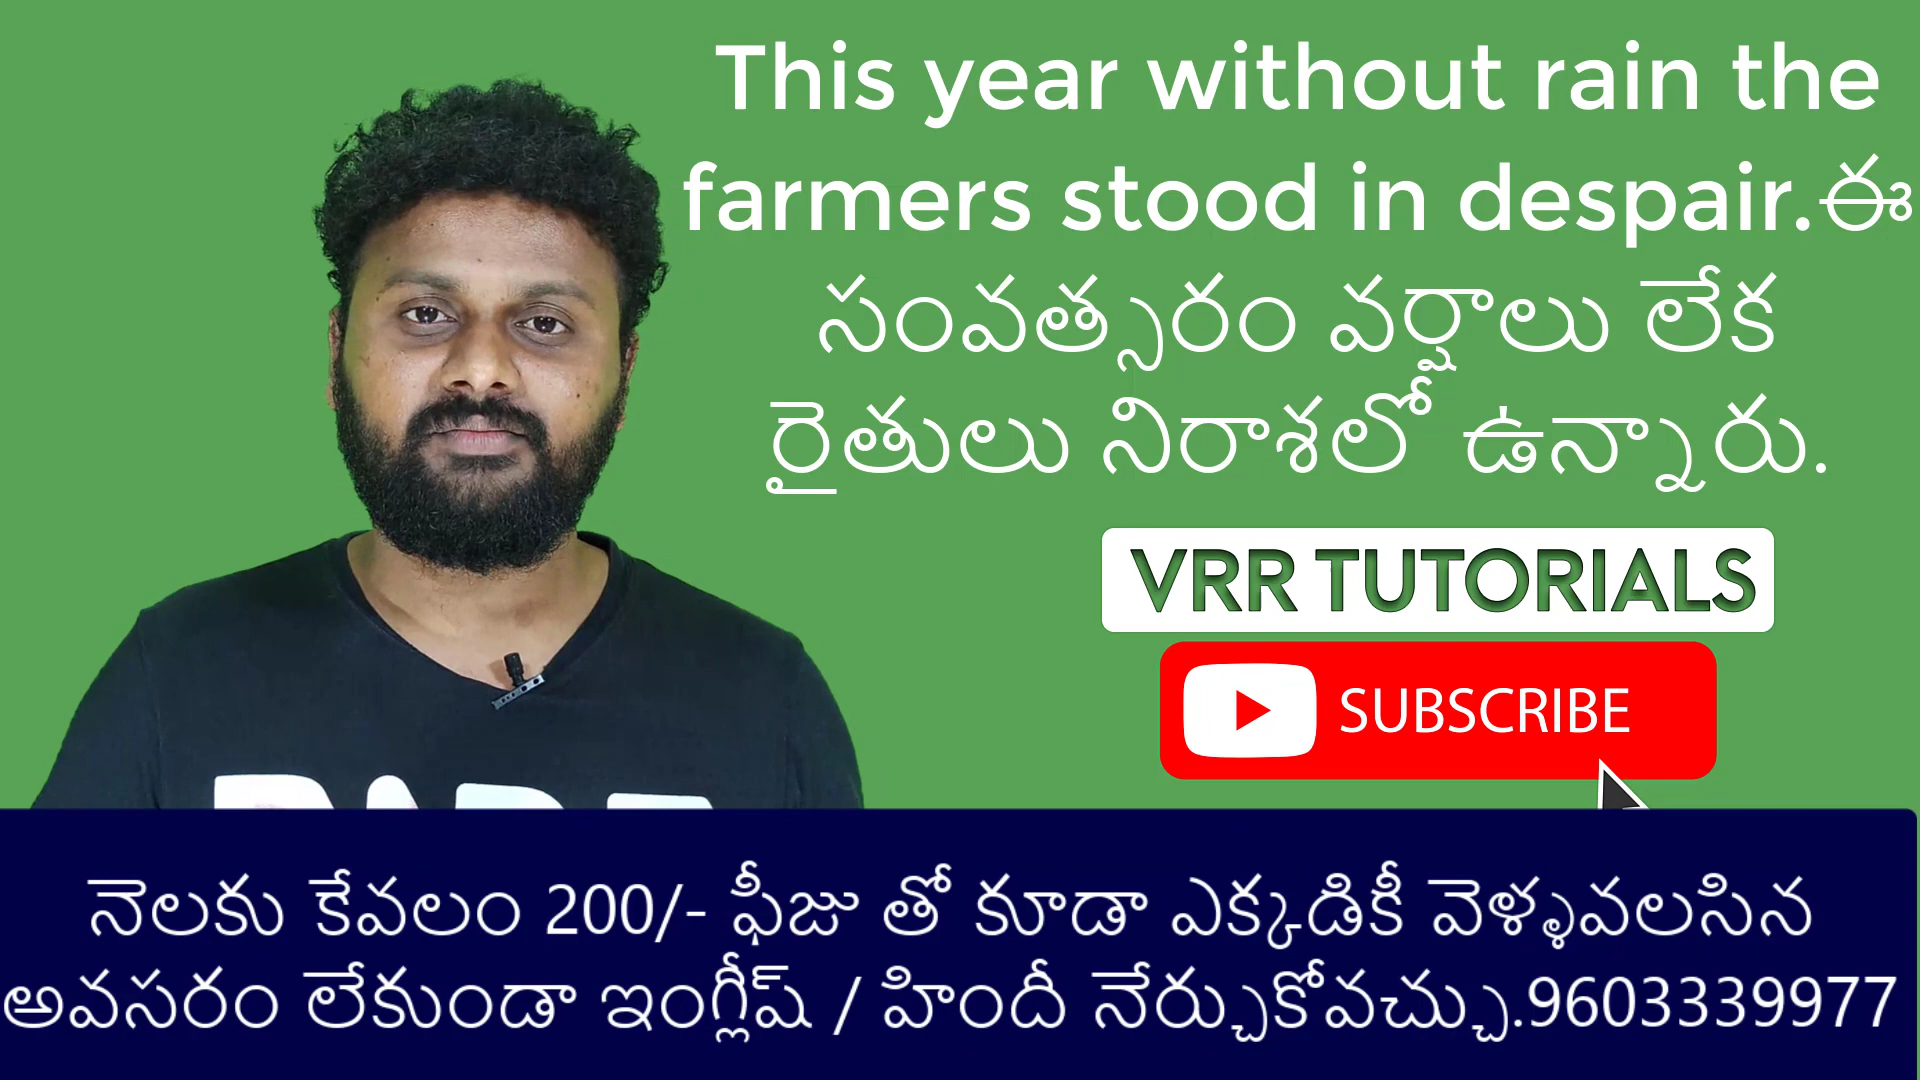 This year without rain the
farmers stood in despair.ఈ
సంవత్సరం వర్షాలు లేక
రైతులు నిరాశలో ఉన్నారు.
VRR TUTORIALS
SUBSCRIBE
నెలకు కేవలం 200/- ఫీజు తో కూడా ఎక్కడికీ వెళ్ళవలసిన
అవసరం లేకుండా ఇంగ్లీష్ / హిందీ నేర్చుకోవచ్చు.9603339977